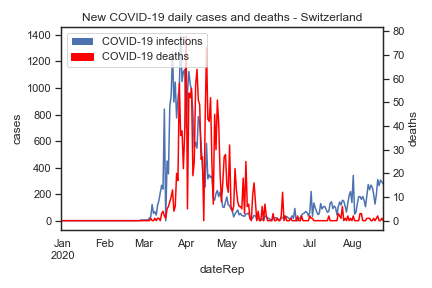 New COVID-19 daily cases and deaths - Switzerland
COVID-19 infections
COVID-19 deaths
1400
1200
1000
800
600
400
200
0
cases
80
70
60
50
40
30
20
10
0
deaths
Jan Feb Mar Apr May Jun Jul Aug
2020
dateRep